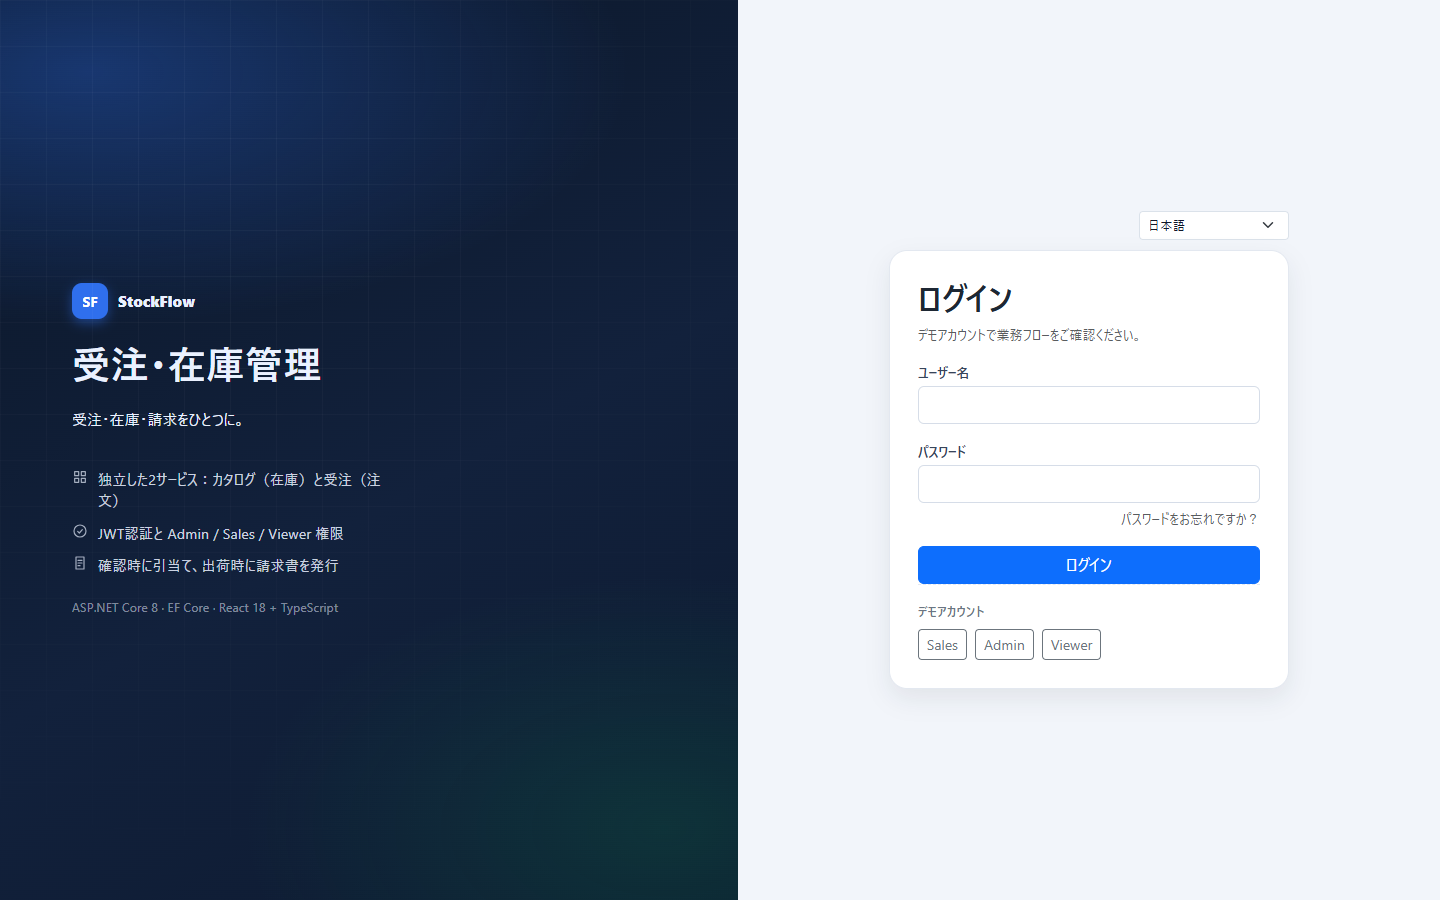 SF StockFlow
受注・在庫管理
受注・在庫・請求をひとつに。
独立した2サービス：カタログ（在庫）と受注（注
文）
JWT認証と Admin / Sales / Viewer 権限
確認時に引当て、出荷時に請求書を発行
ASP.NET Core 8 · EF Core · React 18 + TypeScript
日本語
ログイン
デモアカウントで業務フローをご確認ください。
ユーザー名
パスワード
パスワードをお忘れですか？
ログイン
デモアカウント
Sales Admin Viewer